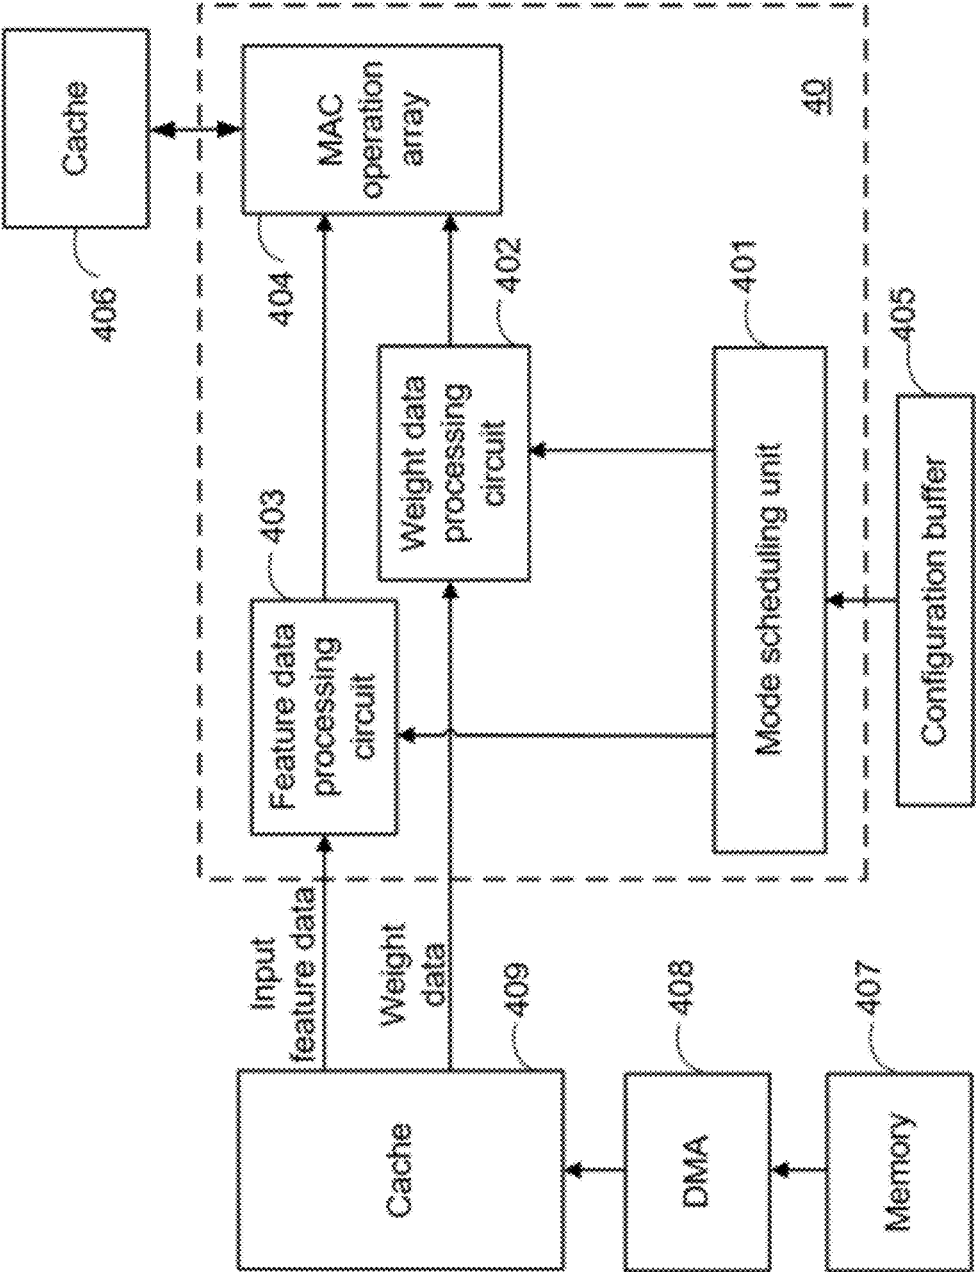 Cache
409
DMA
408
Memory
407
Input
feature data
Weight
data
Feature data
processing
circuit
403
Weight data
processing
circuit
402
Mode scheduling unit
401
Configuration buffer
405
MAC
operation
array
404
40
Cache
406